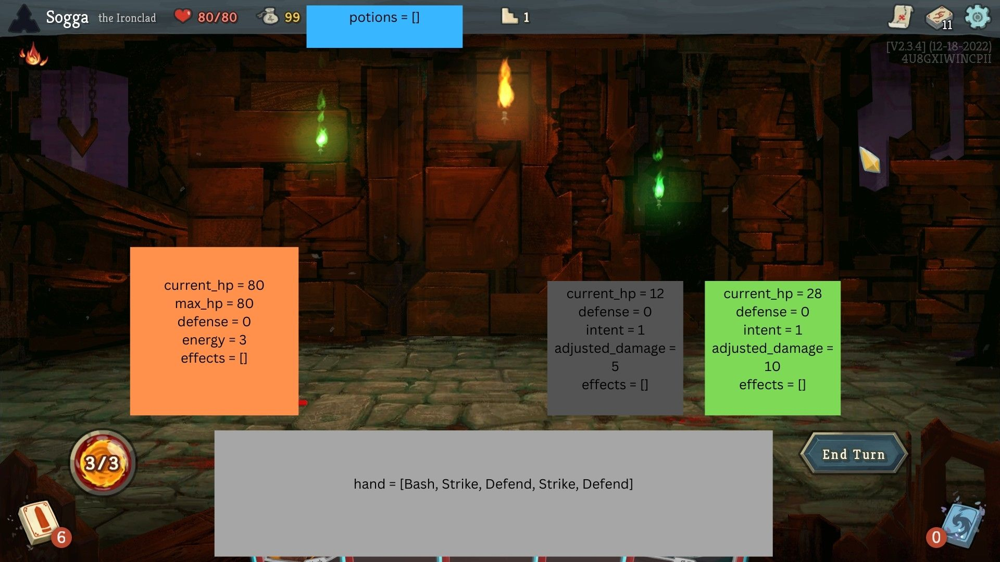 Sogga the Ironclad 80/80 99 potions = [] 1 11
[V2.3.4] (12-18-2022)
4U8GXIWINCPII
current_hp = 80
max_hp = 80
defense = 0
energy = 3
effects = []
current_hp = 12
defense = 0
intent = 1
adjusted_damage =
5
effects = []
current_hp = 28
defense = 0
intent = 1
adjusted_damage =
10
effects = []
3/3
hand = [Bash, Strike, Defend, Strike, Defend]
End Turn
6
0